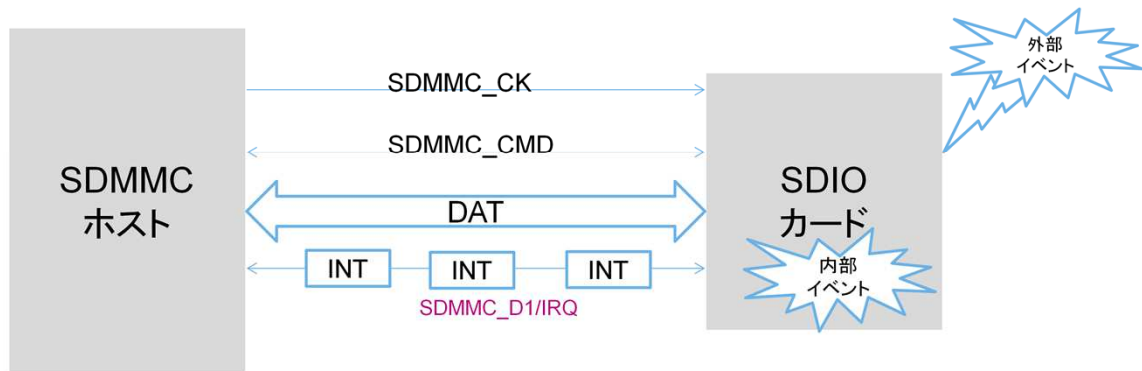 外部
イベント
SDMMC_CK
SDMMC_CMD
SDMMC
ホスト
SDIO
カード
DAT
INT
INT
INT
内部
イベント
SDMMC_D1/IRQ